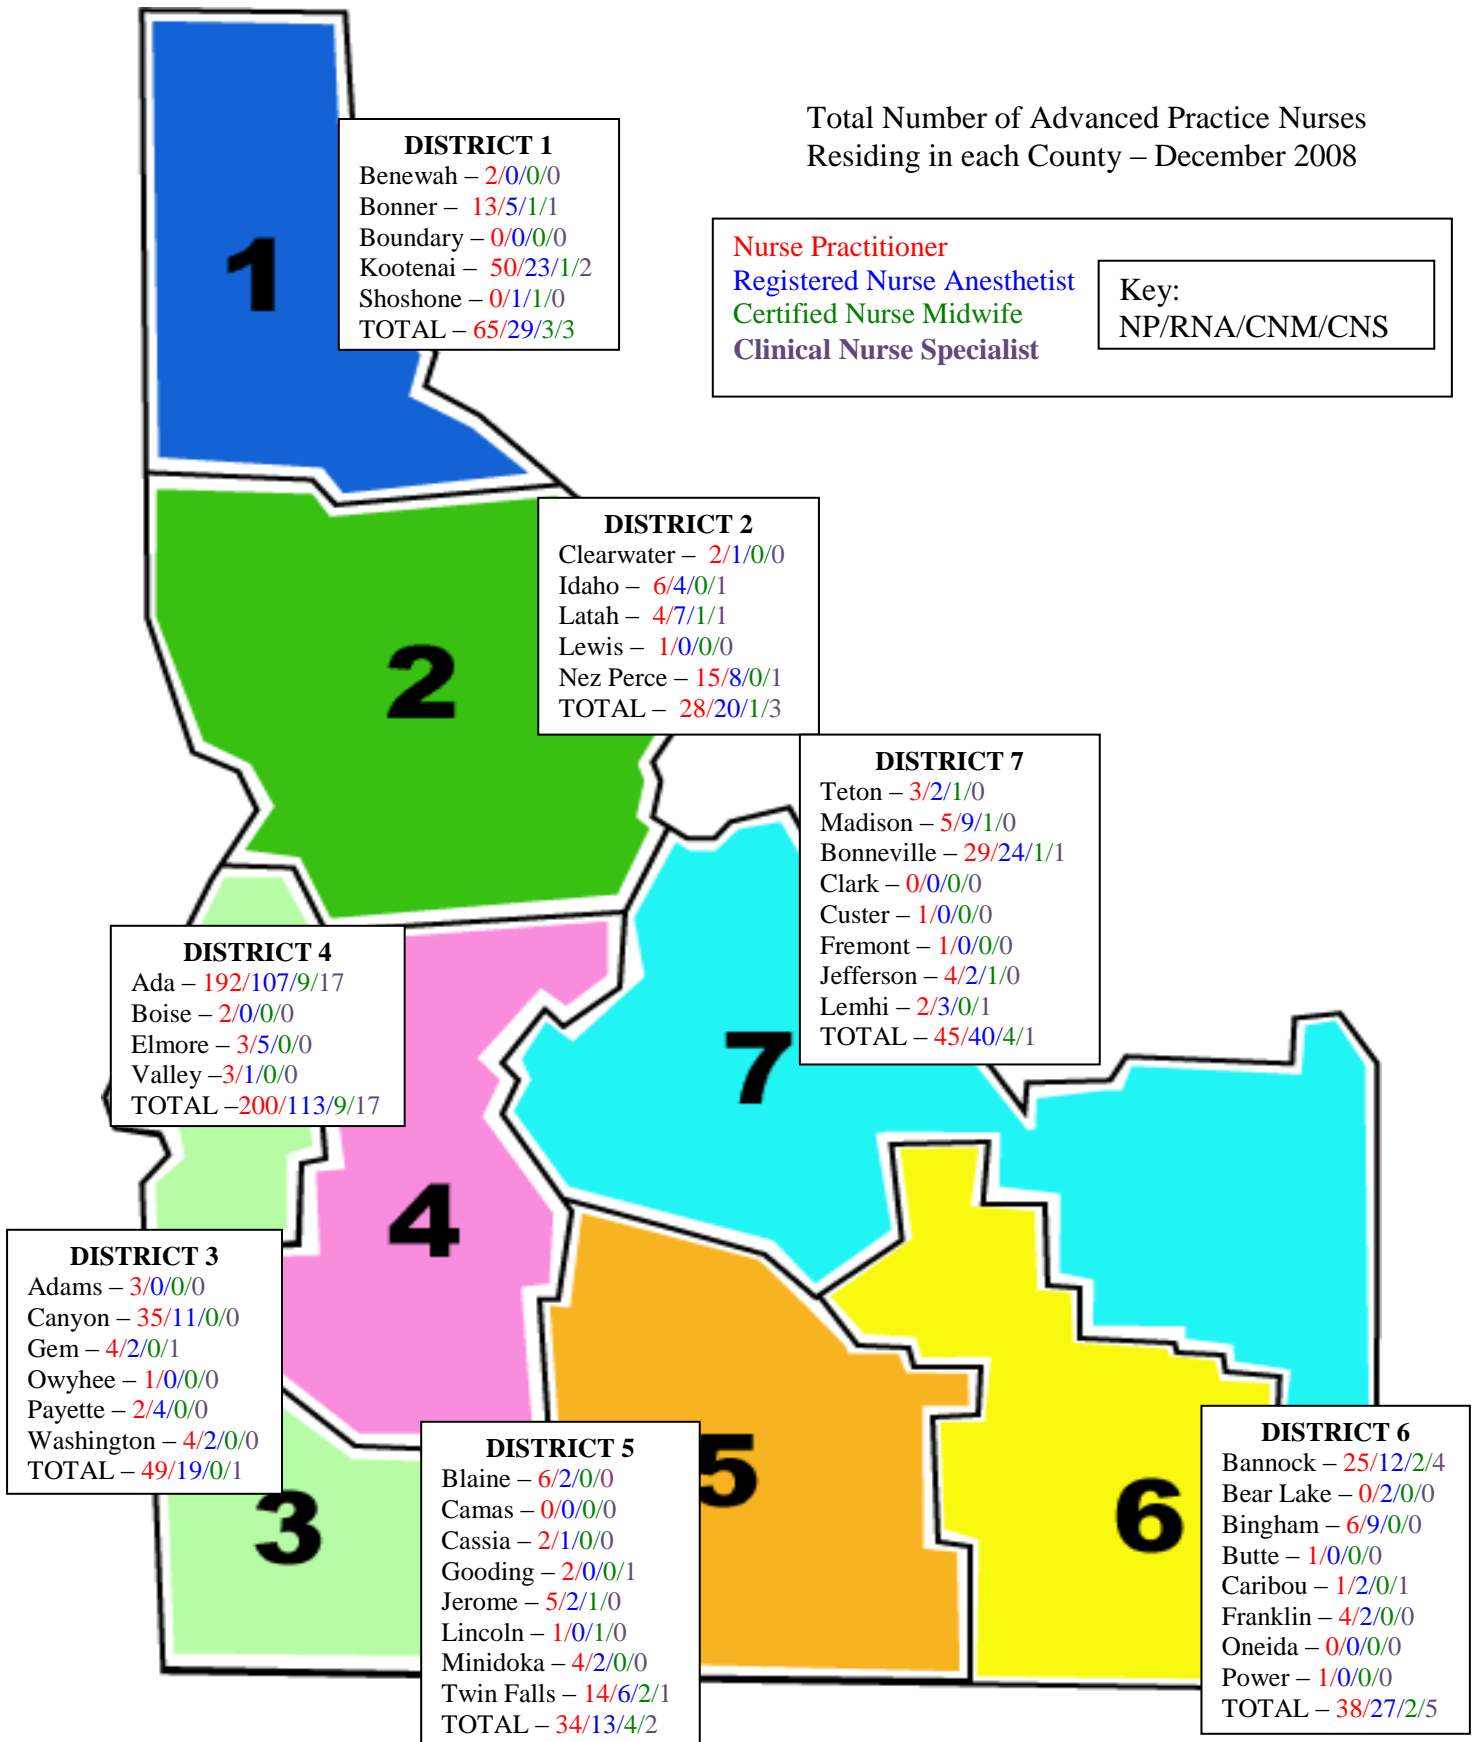 Total Number of Advanced Practice Nurses
Residing in each County – December 2008
Nurse Practitioner
Registered Nurse Anesthetist
Certified Nurse Midwife
Clinical Nurse Specialist
Key:
NP/RNA/CNM/CNS
1
DISTRICT 1
Benewah – 2/0/0/0
Bonner – 13/5/1/1
Boundary – 0/0/0/0
Kootenai – 50/23/1/2
Shoshone – 0/1/1/0
TOTAL – 65/29/3/3
2
DISTRICT 2
Clearwater – 2/1/0/0
Idaho – 6/4/0/1
Latah – 4/7/1/1
Lewis – 1/0/0/0
Nez Perce – 15/8/0/1
TOTAL – 28/20/1/3
DISTRICT 7
Teton – 3/2/1/0
Madison – 5/9/1/0
Bonneville – 29/24/1/1
Clark – 0/0/0/0
Custer – 1/0/0/0
Fremont – 1/0/0/0
Jefferson – 4/2/1/0
Lemhi – 2/3/0/1
TOTAL – 45/40/4/1
7
DISTRICT 4
Ada – 192/107/9/17
Boise – 2/0/0/0
Elmore – 3/5/0/0
Valley –3/1/0/0
TOTAL –200/113/9/17
4
DISTRICT 3
Adams – 3/0/0/0
Canyon – 35/11/0/0
Gem – 4/2/0/1
Owyhee – 1/0/0/0
Payette – 2/4/0/0
Washington – 4/2/0/0
TOTAL – 49/19/0/1
3
DISTRICT 5
Blaine – 6/2/0/0
Camas – 0/0/0/0
Cassia – 2/1/0/0
Gooding – 2/0/0/1
Jerome – 5/2/1/0
Lincoln – 1/0/1/0
Minidoka – 4/2/0/0
Twin Falls – 14/6/2/1
TOTAL – 34/13/4/2
5
6
DISTRICT 6
Bannock – 25/12/2/4
Bear Lake – 0/2/0/0
Bingham – 6/9/0/0
Butte – 1/0/0/0
Caribou – 1/2/0/1
Franklin – 4/2/0/0
Oneida – 0/0/0/0
Power – 1/0/0/0
TOTAL – 38/27/2/5